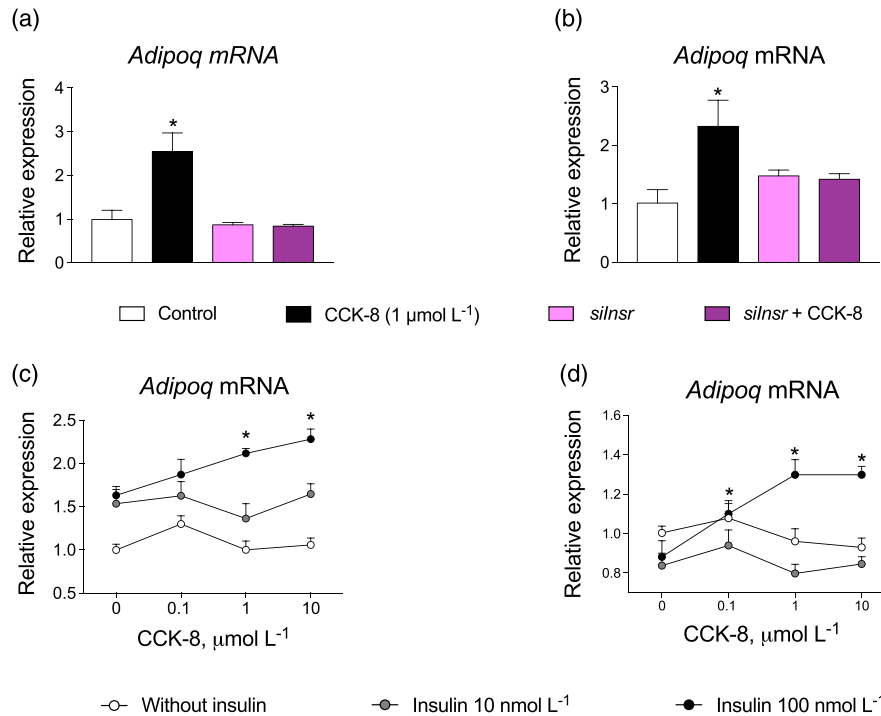 (a)
Adipoq mRNA
Relative expression
4
3
2
1
0
*
(b)
Adipoq mRNA
Relative expression
3
2
1
0
*
Control
CCK-8 (1 µmol L⁻¹)
siInsr
siInsr + CCK-8
(c)
Adipoq mRNA
Relative expression
2.5
2.0
1.5
1.0
0.5
* *
0 0.1 1 10
CCK-8, µmol L⁻¹
(d)
Adipoq mRNA
Relative expression
1.6
1.4
1.2
1.0
0.8
* * *
0 0.1 1 10
CCK-8, µmol L⁻¹
Without insulin
Insulin 10 nmol L⁻¹
Insulin 100 nmol L⁻¹